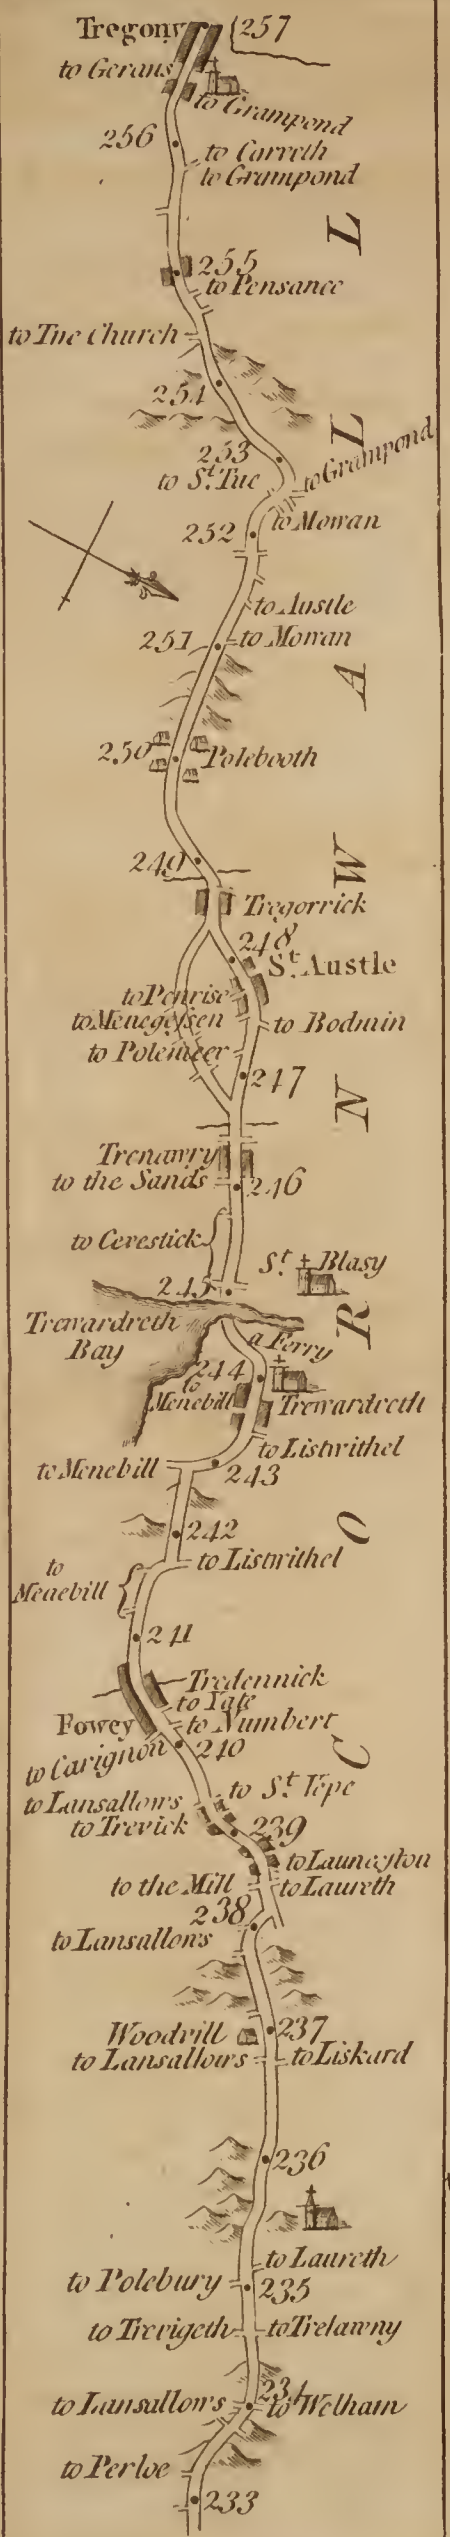 Tregony
257
to Gerans
to Grampond
256
to Carreth
to Grampond
255
to Pensance
to The Church
254
253
to St. Tue
to Grampond
252
to Mowan
to Austle
251
to Mowan
250
Polebooth
249
Tregorrick
248
St. Austle
to Penrise
to Menegessen
to Bodmin
to Polemeer
247
Trenawry
to the Sands
246
to Cerestick
St. Blasy
245
Trewardreth
Bay
a Ferry
244
to
Menebill
Trewardreth
to Listwithel
to Menebill
243
242
to Listwithel
to
Menebill
241
Tredennick
to Yate
Fowey
to Numbert
to Carignon
240
to Lansallows
to St. Vepe
to Trevick
239
to Launceston
to the Mill
to Laureth
238
to Lansallows
Woodvill
237
to Lansallows
to Liskard
236
to Laureth
to Polebury
235
to Trevigeth
to Trelawny
234
to Lansallows
to Welham
to Perloe
233
CORNWALL